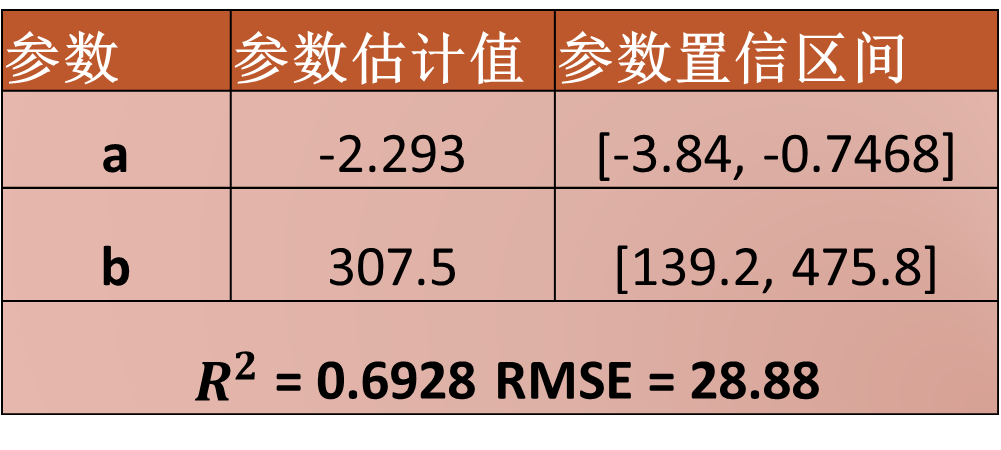 参数 参数估计值 参数置信区间
a -2.293 [-3.84, -0.7468]
b 307.5 [139.2, 475.8]
R² = 0.6928 RMSE = 28.88